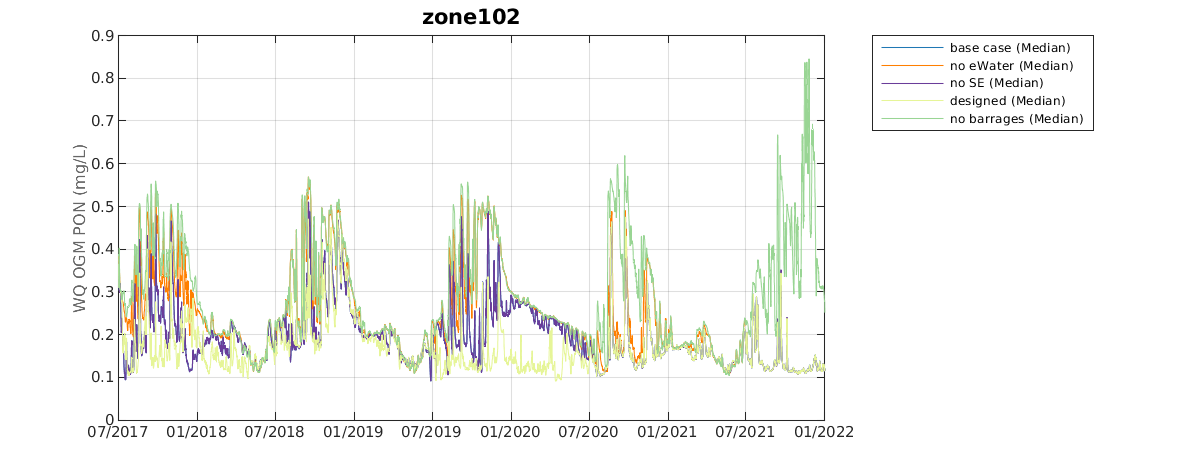 zone102
WQ OGM PON (mg/L)
0.9
0.8
0.7
0.6
0.5
0.4
0.3
0.2
0.1
0
07/2017 01/2018 07/2018 01/2019 07/2019 01/2020 07/2020 01/2021 07/2021 01/2022
base case (Median)
no eWater (Median)
no SE (Median)
designed (Median)
no barrages (Median)